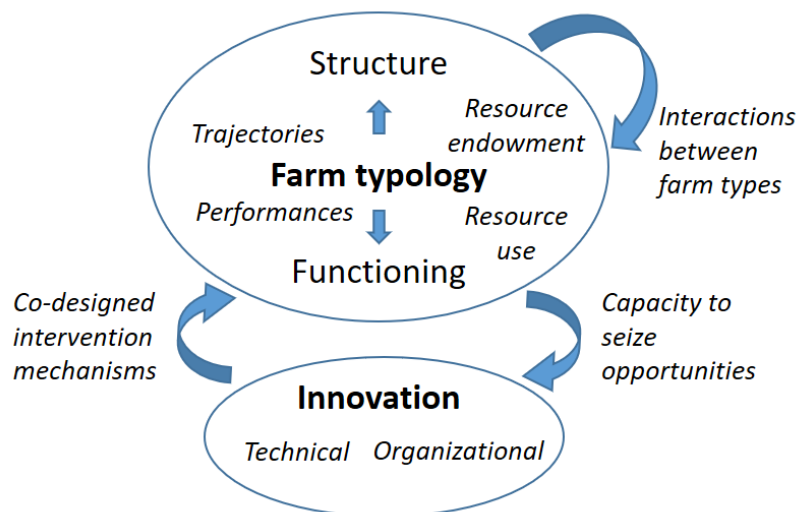 Structure
Trajectories
Resource
endowment
Interactions
between
farm types
Farm typology
Performances
Resource
use
Functioning
Co-designed
intervention
mechanisms
Capacity to
seize
opportunities
Innovation
Technical
Organizational